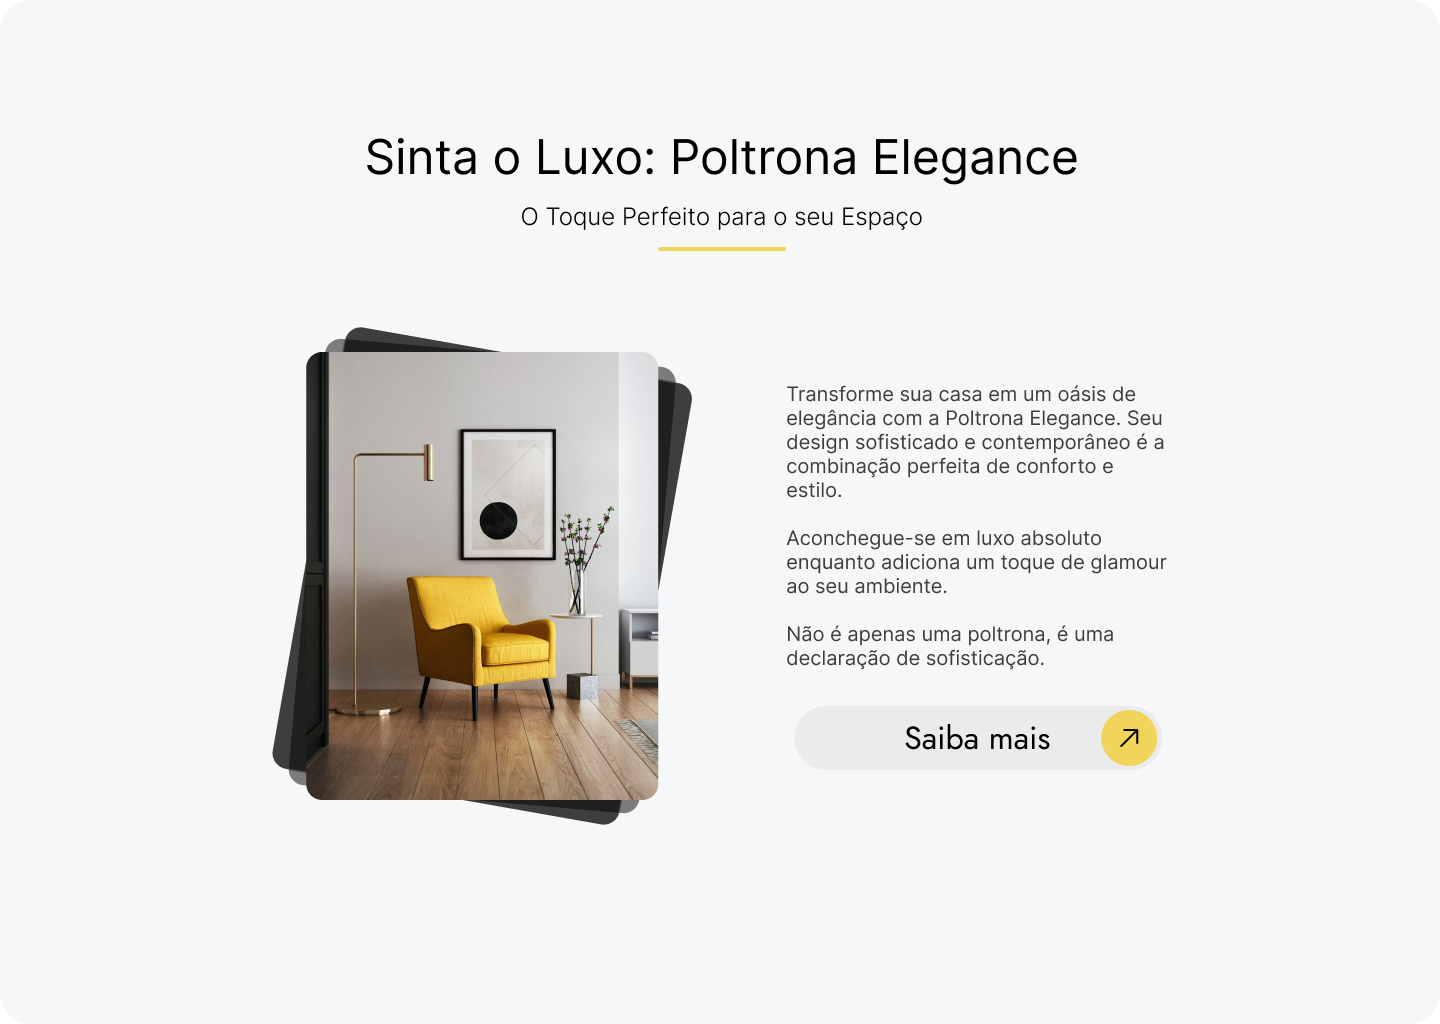 Sinta o Luxo: Poltrona Elegance
O Toque Perfeito para o seu Espaço
Transforme sua casa em um oásis de
elegância com a Poltrona Elegance. Seu
design sofisticado e contemporâneo é a
combinação perfeita de conforto e
estilo.
Aconchegue-se em luxo absoluto
enquanto adiciona um toque de glamour
ao seu ambiente.
Não é apenas uma poltrona, é uma
declaração de sofisticação.
Saiba mais